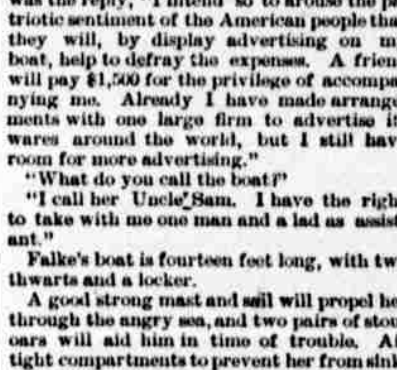 was the reply, "I intend so to arouse the pa
triotic sentiment of the American people tha
they will, by display advertising on m
boat, help to defray the expenses. A frien
will pay $1,500 for the privilege of accompa
nying me. Already I have made arrange
ments with one large firm to advertise it
wares around the world, but I still hav
room for more advertising."
"What do you call the boat?"
"I call her Uncle Sam. I have the righ
to take with me one man and a lad as assist
ant."
Falke's boat is fourteen feet long, with tw
thwarts and a locker.
A good strong mast and sail will propel he
through the angry sea, and two pairs of stou
oars will aid him in time of trouble. Ai
tight compartments to prevent her from sink